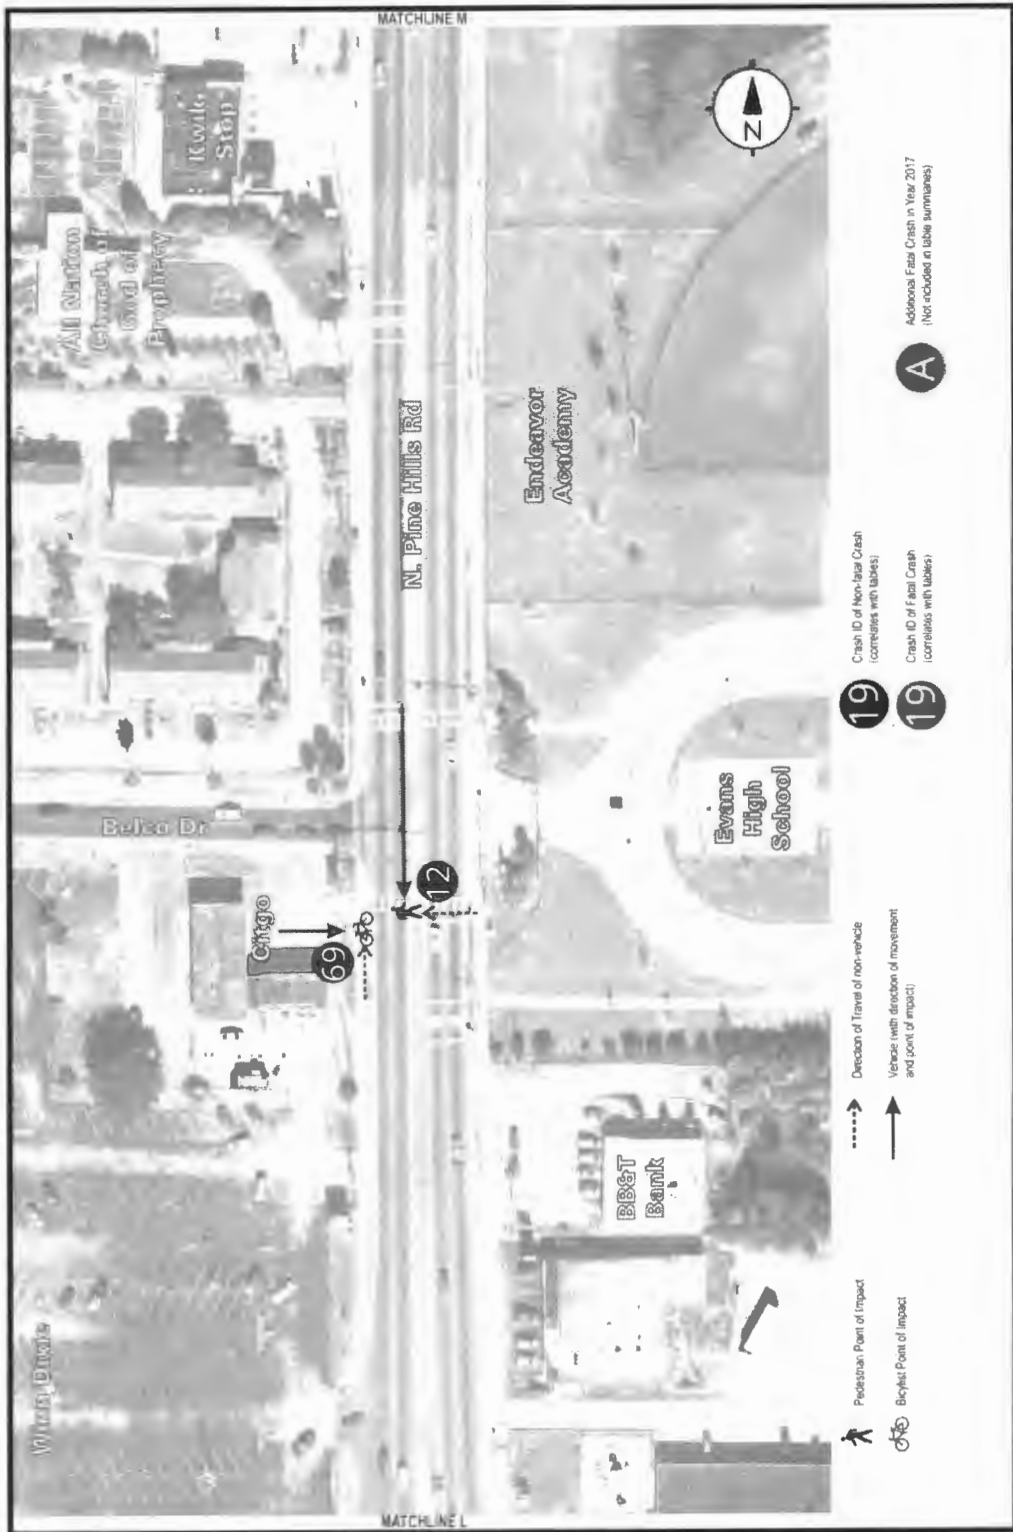 MATCHLINE M
Kwik
Stop
All Nation
Church of
God of
Prophecy
N. Pine Hills Rd
Endeavor
Academy
N
Belco Dr
Citgo
69
12
Evans
High
School
BB&T
Bank
Winn Dixie
MATCHLINE L
Pedestrian Point of Impact
Bicyclist Point of Impact
Direction of Travel of non-vehicle
Vehicle (with direction of movement
and point of impact)
19
Crash ID of Non-fatal Crash
(correlates with tables)
19
Crash ID of Fatal Crash
(correlates with tables)
A
Additional Fatal Crash in Year 2017
(Not included in table summaries)